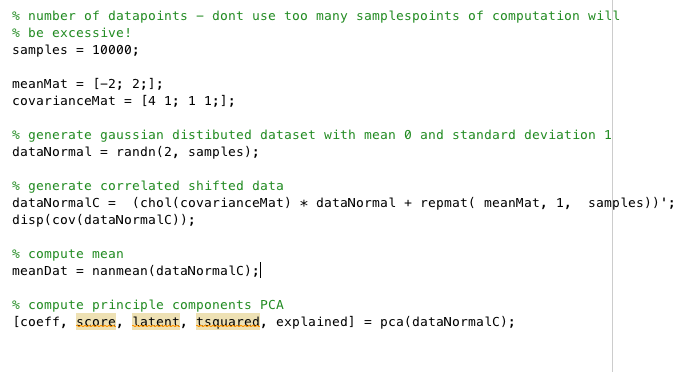 % number of datapoints – dont use too many samplespoints of computation will
% be excessive!
samples = 10000;
meanMat = [-2; 2;];
covarianceMat = [4 1; 1 1;];
% generate gaussian distibuted dataset with mean 0 and standard deviation 1
dataNormal = randn(2, samples);
% generate correlated shifted data
dataNormalC =  (chol(covarianceMat) * dataNormal + repmat( meanMat, 1,  samples))';
disp(cov(dataNormalC));
% compute mean
meanDat = nanmean(dataNormalC);
% compute principle components PCA
[coeff, score, latent, tsquared, explained] = pca(dataNormalC);